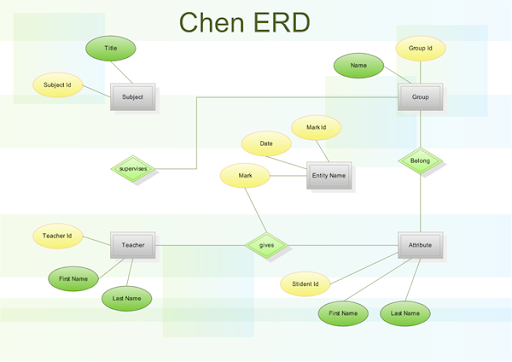 Chen ERD
Title
Group Id
Name
Subject Id
Subject
Group
Mark Id
Date
supervises
Mark
Entity Name
Belong
Teacher Id
Teacher
gives
Attribute
First Name
Last Name
Stident Id
First Name
Last Name